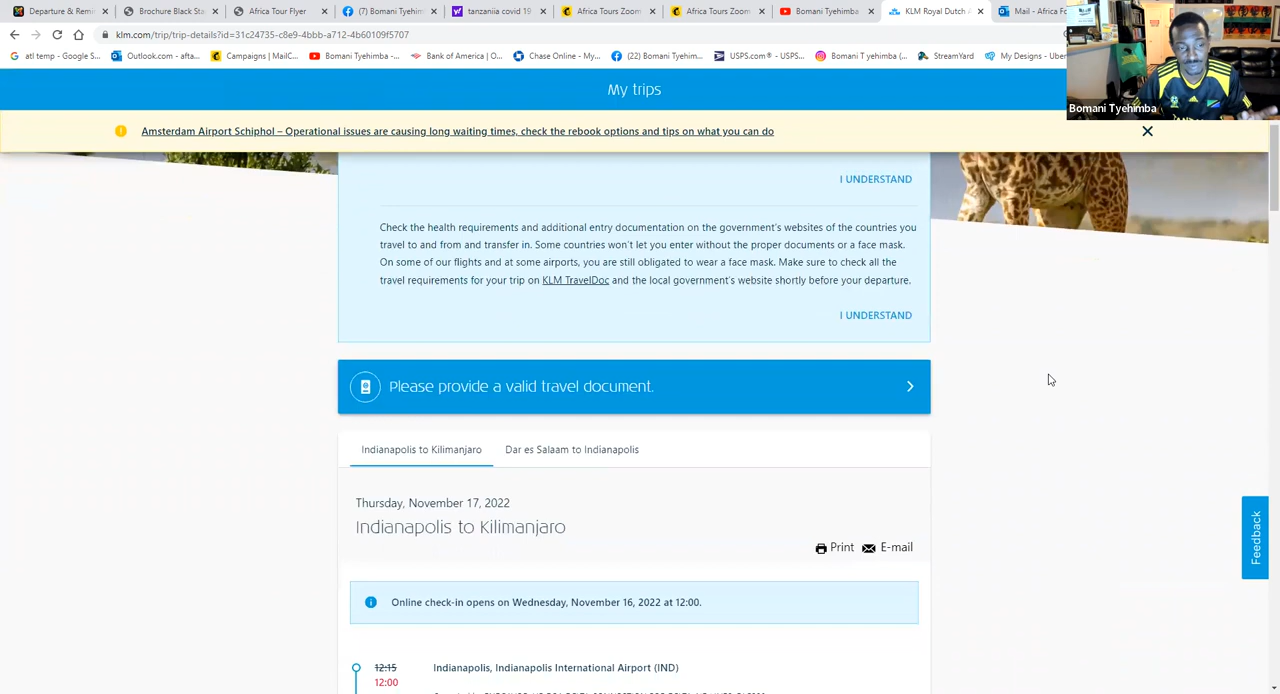 Departure & Remi
Brochure Black Sta
Africa Tour Flyer
(7) Bomani Tyehim
tanzaniia covid 19
Africa Tours Zoom
Africa Tours Zoom
Bomani Tyehimba
KLM Royal Dutch A
Mail - Africa Fo
klm.com/trip/trip-details?id=31c24735-c8e9-4bbb-a712-4b60109f5707
atl temp - Google S...
Outlook.com - afta...
Campaigns | MailC...
Bomani Tyehimba -...
Bank of America | O...
Chase Online - My...
(22) Bomani Tyehim...
USPS.com® - USPS...
Bomani T yehimba (...
StreamYard
My Designs - Uber
Bomani Tyehimba
My trips
Amsterdam Airport Schiphol – Operational issues are causing long waiting times, check the rebook options and tips on what you can do
I UNDERSTAND
Check the health requirements and additional entry documentation on the government's websites of the countries you
travel to and from and transfer in. Some countries won't let you enter without the proper documents or a face mask.
On some of our flights and at some airports, you are still obligated to wear a face mask. Make sure to check all the
travel requirements for your trip on KLM TravelDoc and the local government's website shortly before your departure.
I UNDERSTAND
Please provide a valid travel document.
Indianapolis to Kilimanjaro
Dar es Salaam to Indianapolis
Thursday, November 17, 2022
Indianapolis to Kilimanjaro
Print
E-mail
Feedback
Online check-in opens on Wednesday, November 16, 2022 at 12:00.
12:15
Indianapolis, Indianapolis International Airport (IND)
12:00